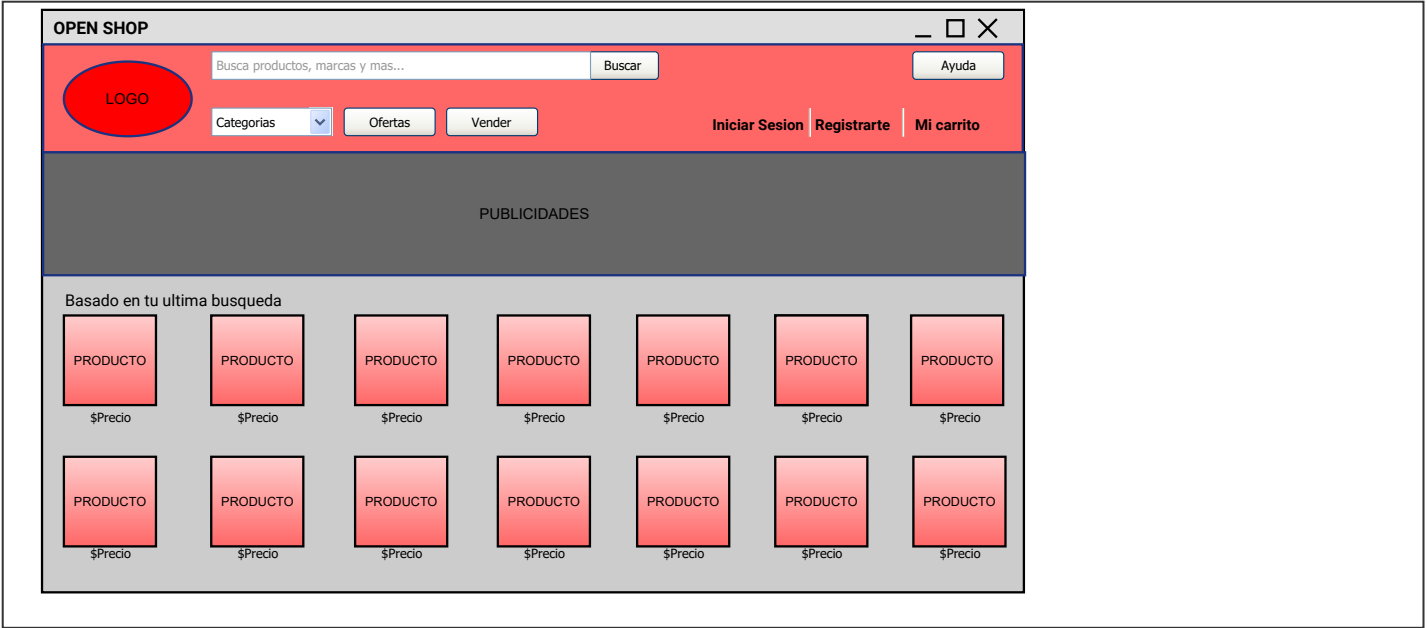 OPEN SHOP
Busca productos, marcas y mas...
Buscar
Ayuda
LOGO
Categorias
Ofertas
Vender
Iniciar Sesion
Registrarte
Mi carrito
PUBLICIDADES
Basado en tu ultima busqueda
PRODUCTO PRODUCTO PRODUCTO PRODUCTO PRODUCTO PRODUCTO PRODUCTO
$Precio $Precio $Precio $Precio $Precio $Precio $Precio
PRODUCTO PRODUCTO PRODUCTO PRODUCTO PRODUCTO PRODUCTO PRODUCTO
$Precio $Precio $Precio $Precio $Precio $Precio $Precio